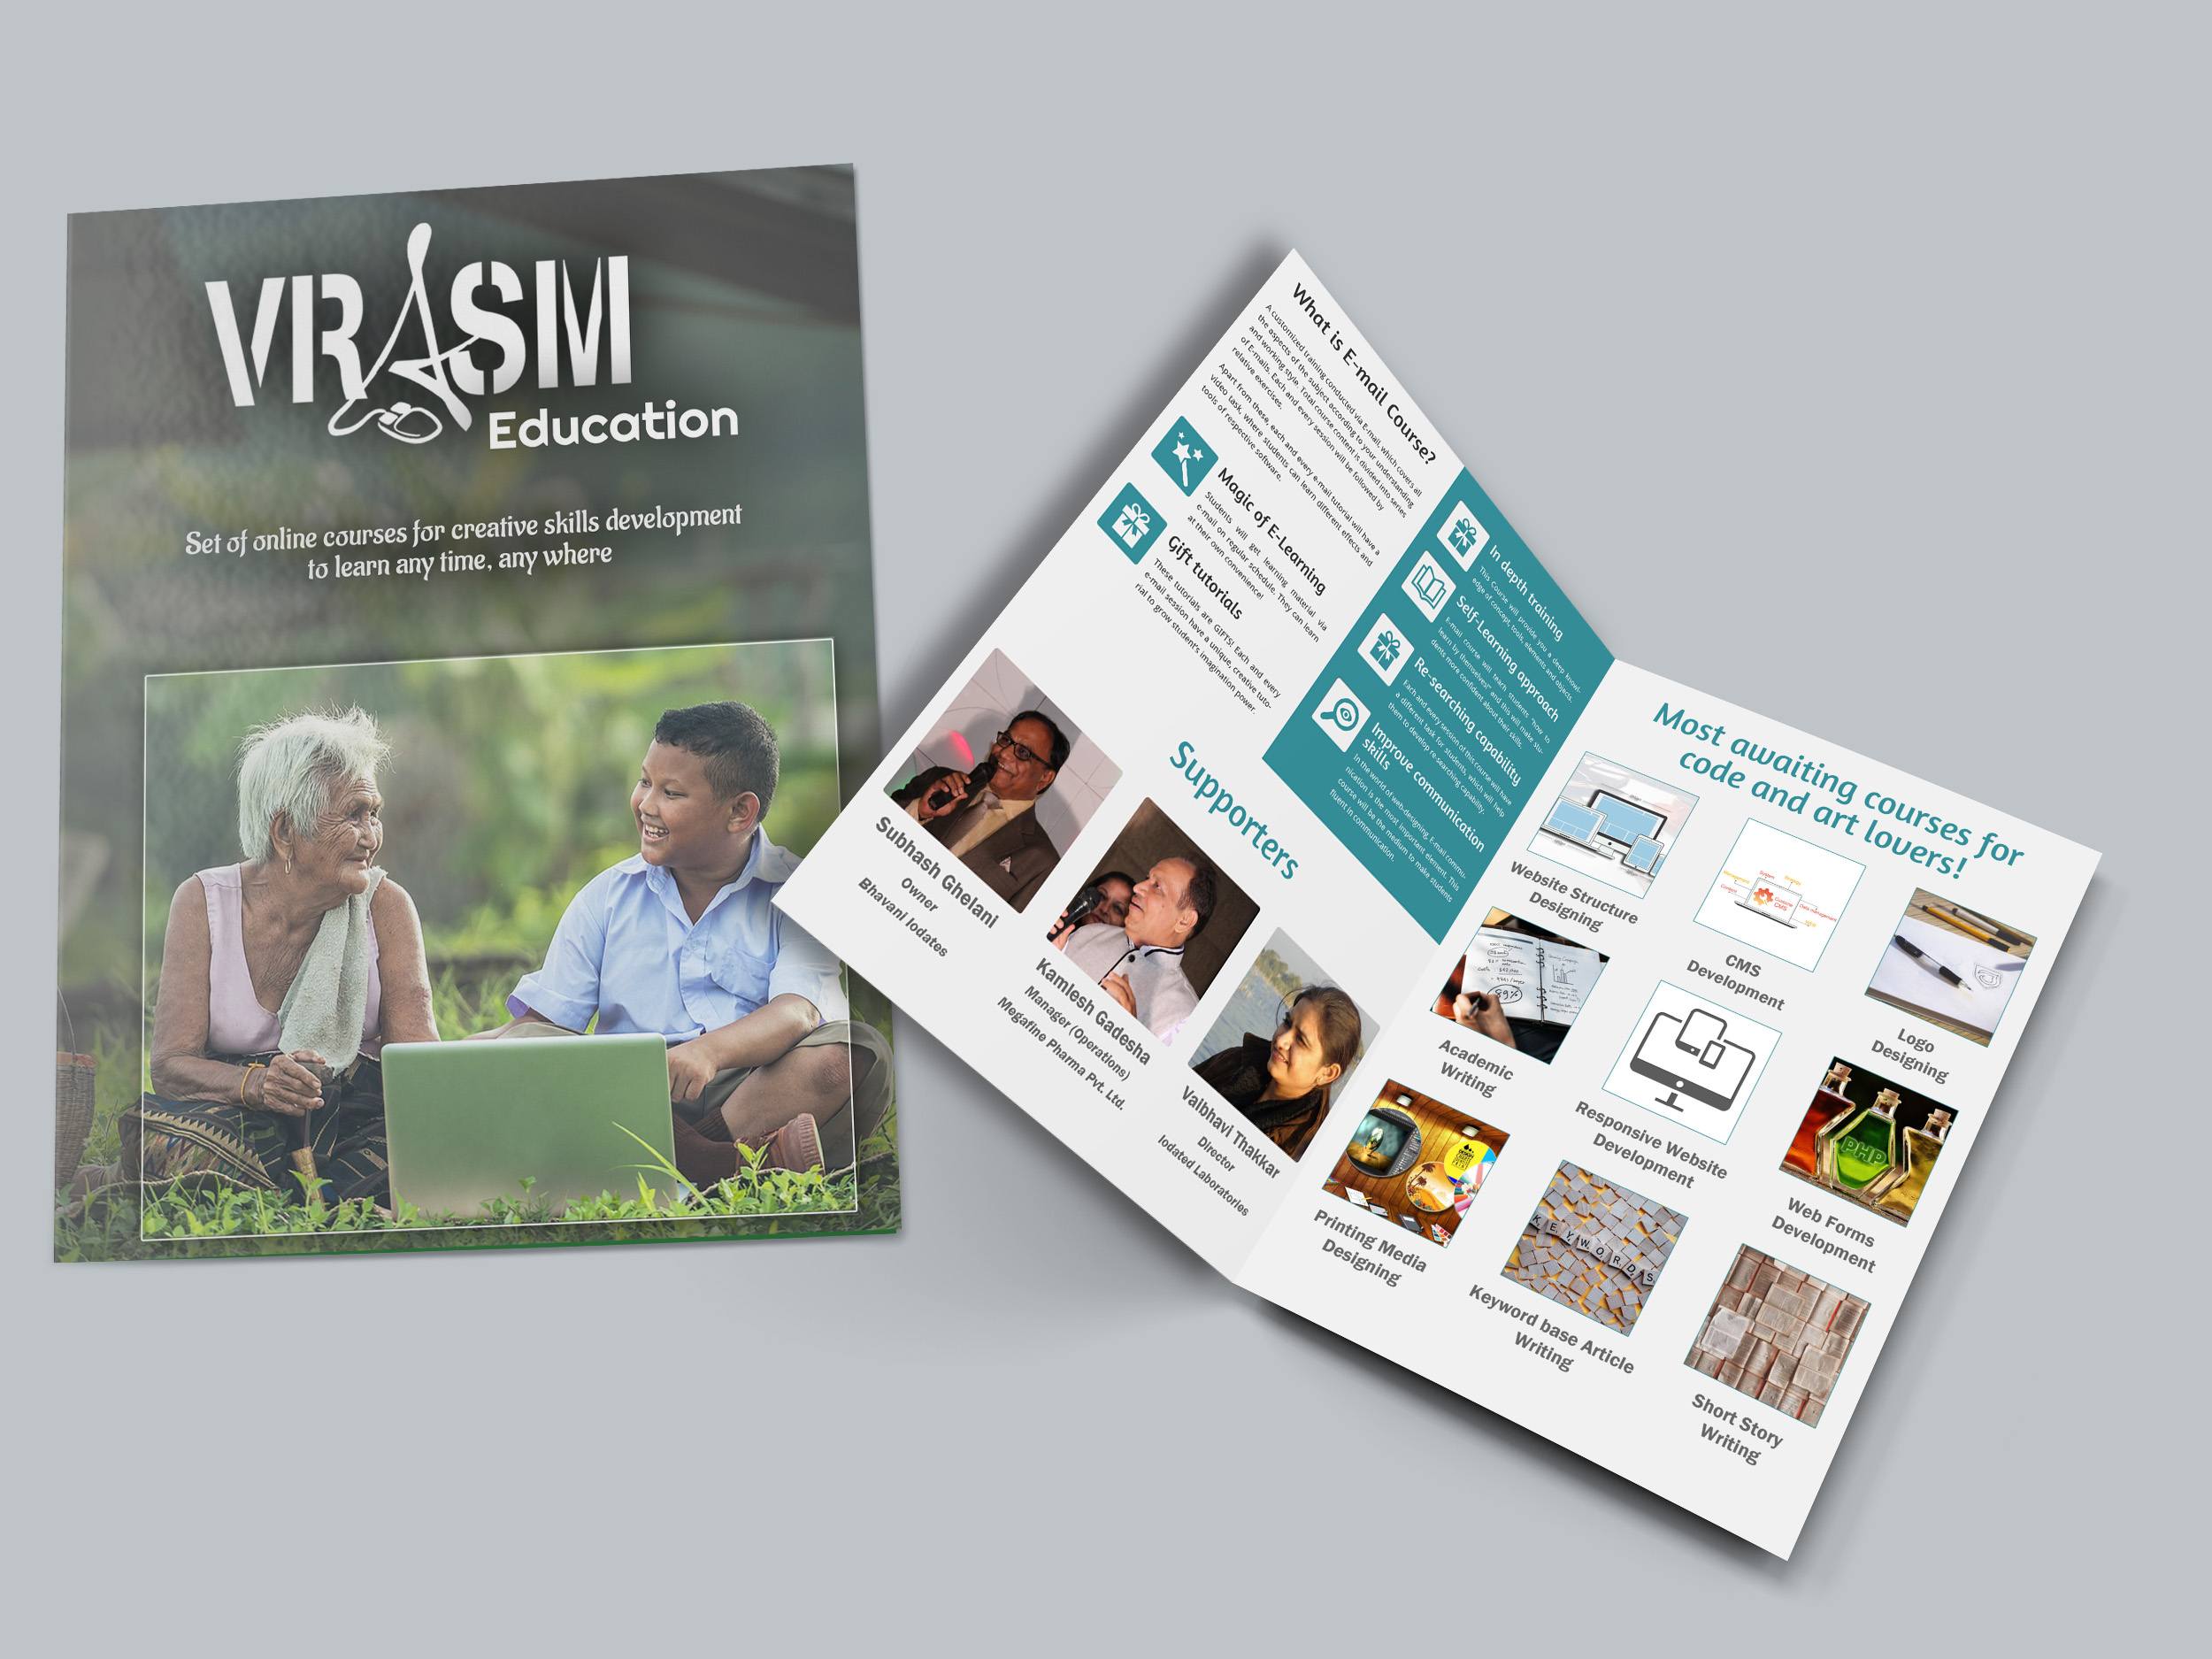 VRASM
Education
Set of online courses for creative skills development
to learn any time, any where
What is E-mail Course?
A customized training conducted via E-mail, which covers all
the aspects of the subject according to your understanding
and working style. Total course content is divided into series
of E-mails. Each and every session will be followed by
relative exercises.
Apart from these, each and every e-mail tutorial will have a
video task, where students can learn different effects and
tools of respective software.
Magic of E-Learning
Students will get learning material via
e-mail on regular schedule. They can learn
at their own convenience!
Gift tutorials
These tutorials are GIFTS! Each and every
e-mail session have a unique, creative tuto-
rial to grow student's imagination power.
In depth training
This Course will provide you a deep knowl-
edge of concept, tools, elements and objects.
Self-Learning approach
E-mail course will teach students "how to
learn by themselves!" and this will make stu-
dents more confident about their skills.
Re-searching capability
Each and every session of this course will have
a different task for students, which will help
them to develop re-searching capability.
Improve communication
skills
In the world of web-designing, E-mail commu-
nication is the most important element. This
course will be the medium to make students
fluent in communication.
Supporters
Subhash Ghelani
Owner
Bhavani Iodates
Kamlesh Gadesha
Manager (Operations)
Megafine Pharma Pvt. Ltd.
Vaibhavi Thakkar
Director
Iodated Laboratories
Most awaiting courses for
code and art lovers!
Website Structure
Designing
CMS
Development
Logo
Designing
Academic
Writing
Responsive Website
Development
PHP
Web Forms
Development
Printing Media
Designing
KEYWORDS
Keyword base Article
Writing
Short Story
Writing